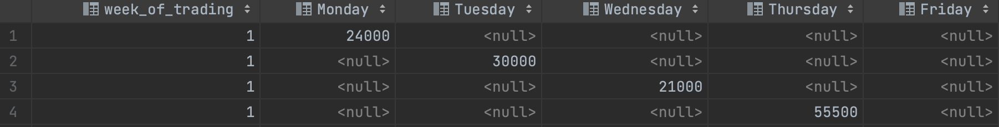 week_of_trading Monday Tuesday Wednesday Thursday Friday
1 1 24000 <null> <null> <null> <null>
2 1 <null> 30000 <null> <null> <null>
3 1 <null> <null> 21000 <null> <null>
4 1 <null> <null> <null> 55500 <null>